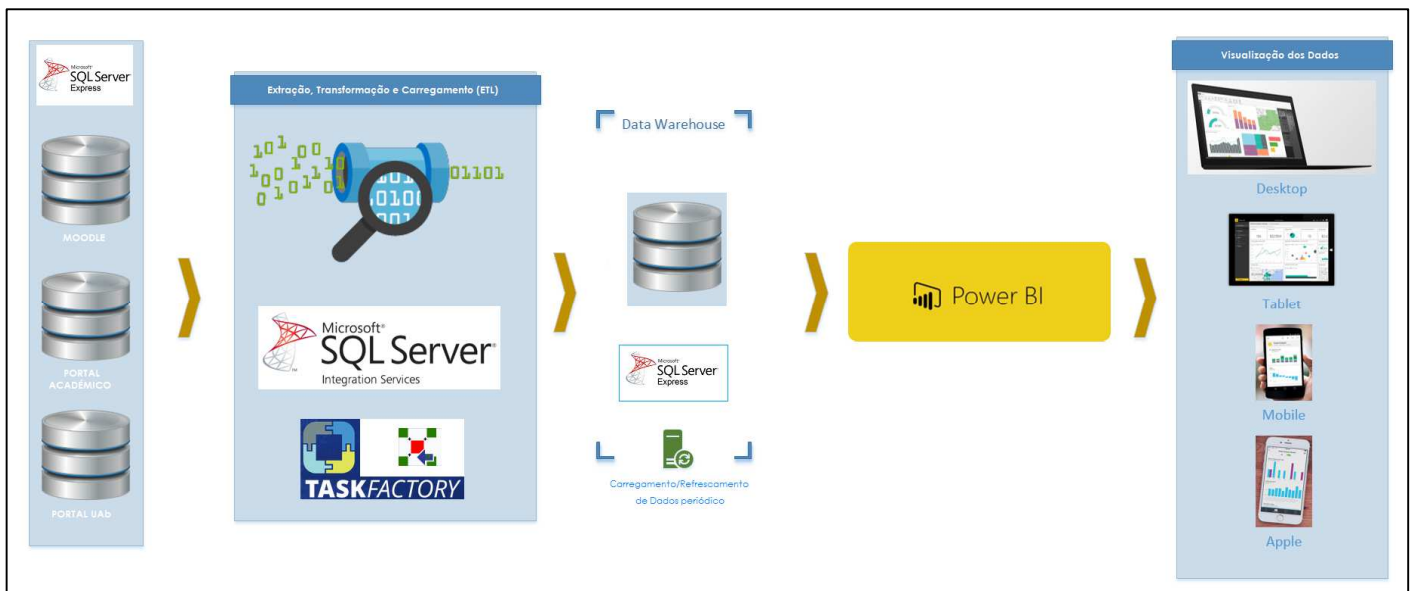 Microsoft
SQL Server
Express
MOODLE
PORTAL
ACADÉMICO
PORTAL UAb
Extração, Transformação e Carregamento (ETL)
01101
Microsoft®
SQL Server®
Integration Services
TASKFACTORY
Data Warehouse
Microsoft
SQL Server
Express
Carregamento/Refrescamento
de Dados periódico
Power BI
Visualização dos Dados
Desktop
Tablet
Mobile
Apple